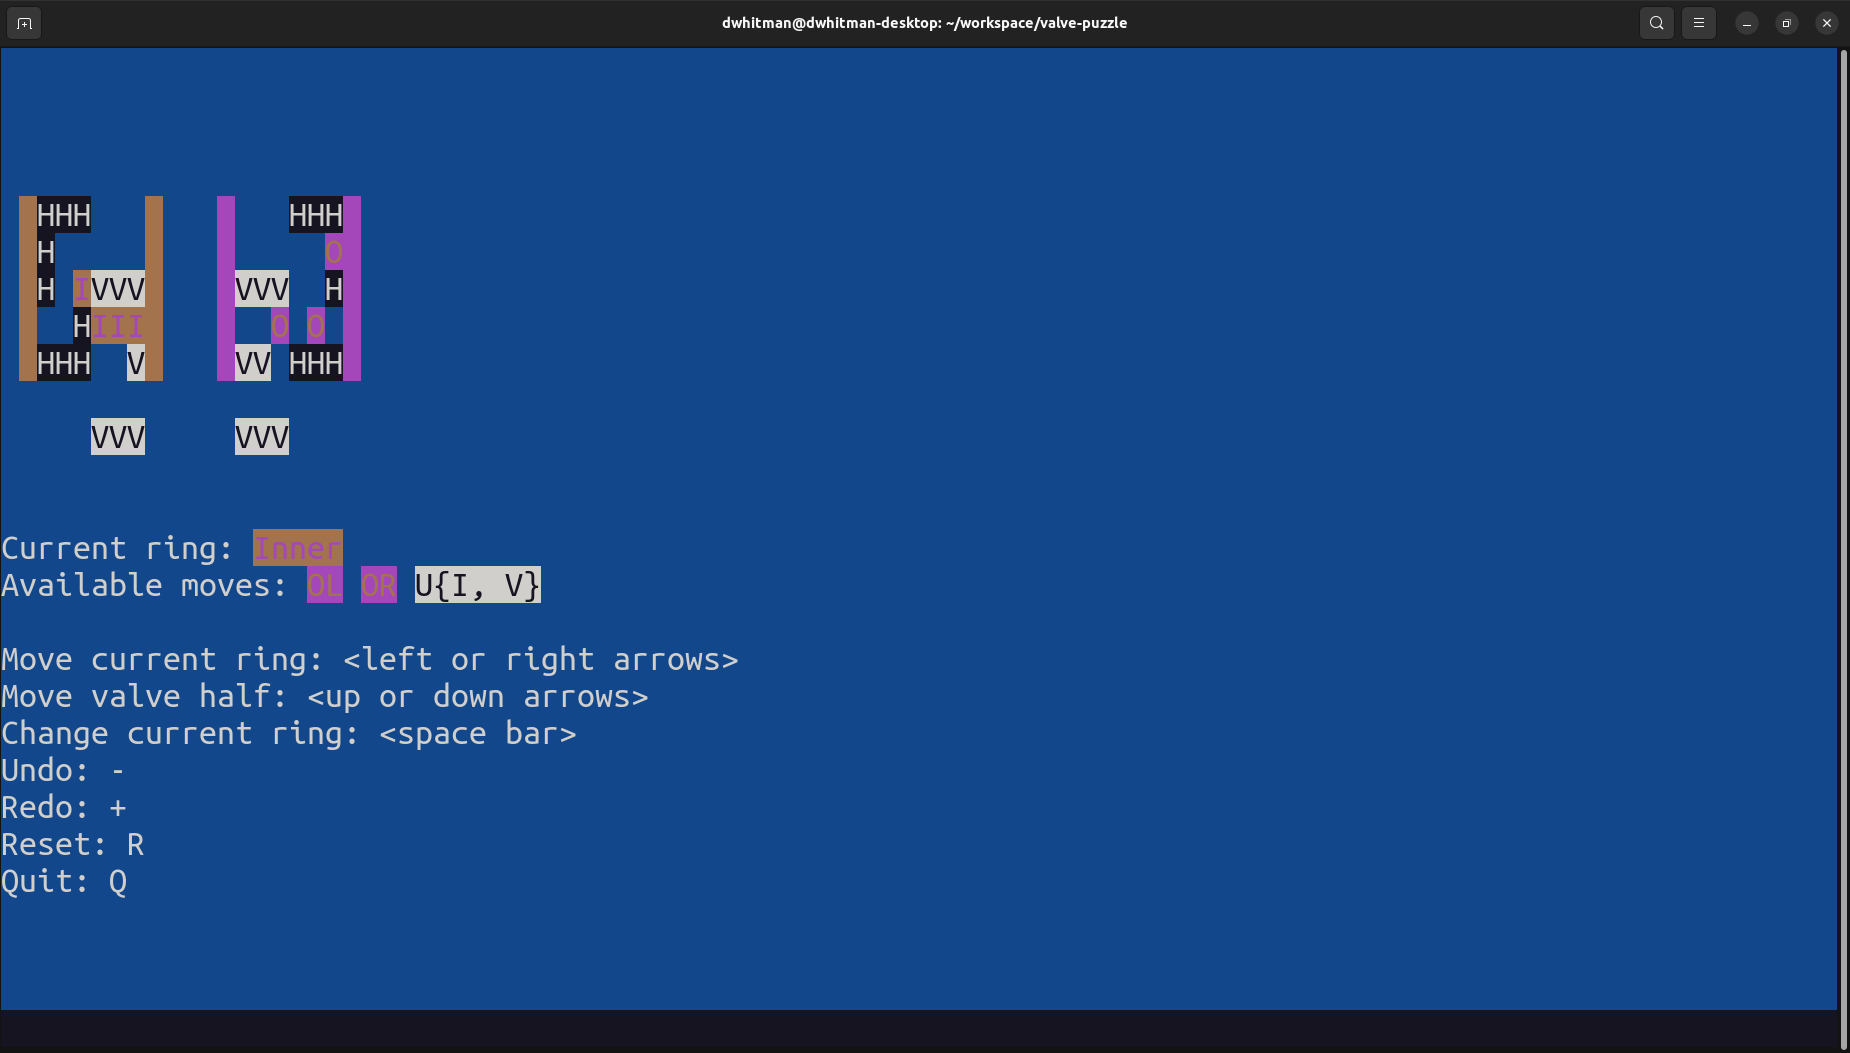 dwhitman@dwhitman-desktop: ~/workspace/valve-puzzle
HHH HHH
H O
H IVVV VVV H
HIII O O
HHH V VV HHH
VVV VVV
Current ring: Inner
Available moves: OL OR U{I, V}
Move current ring: <left or right arrows>
Move valve half: <up or down arrows>
Change current ring: <space bar>
Undo: -
Redo: +
Reset: R
Quit: Q